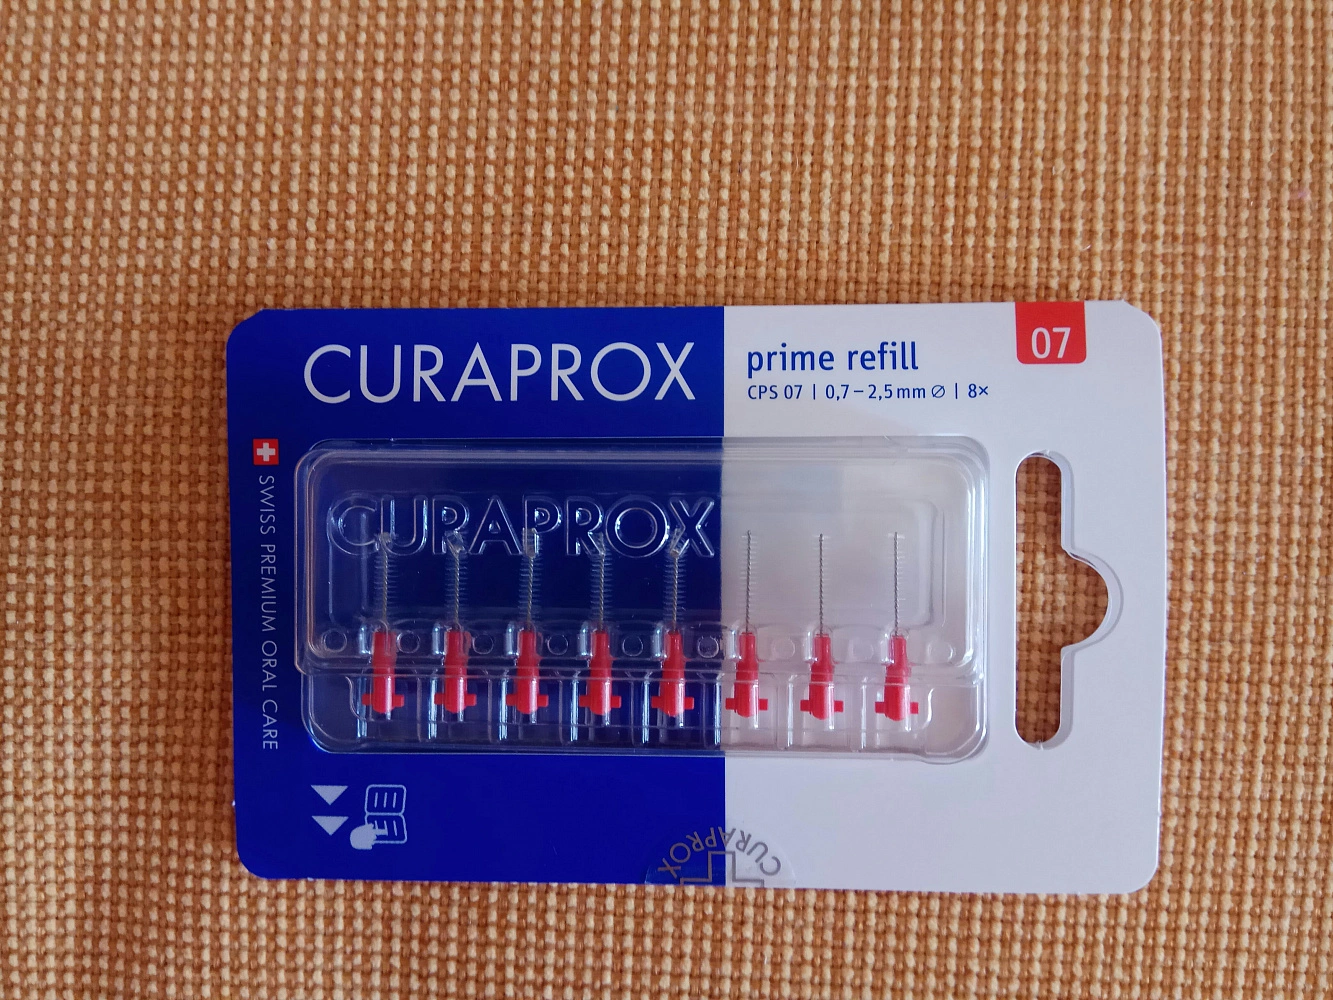 CURAPROX
prime refill
CPS 07 | 0,7 – 2,5 mm ∅ | 8×
07
CURAPROX
SWISS PREMIUM ORAL CARE
CURAPROX